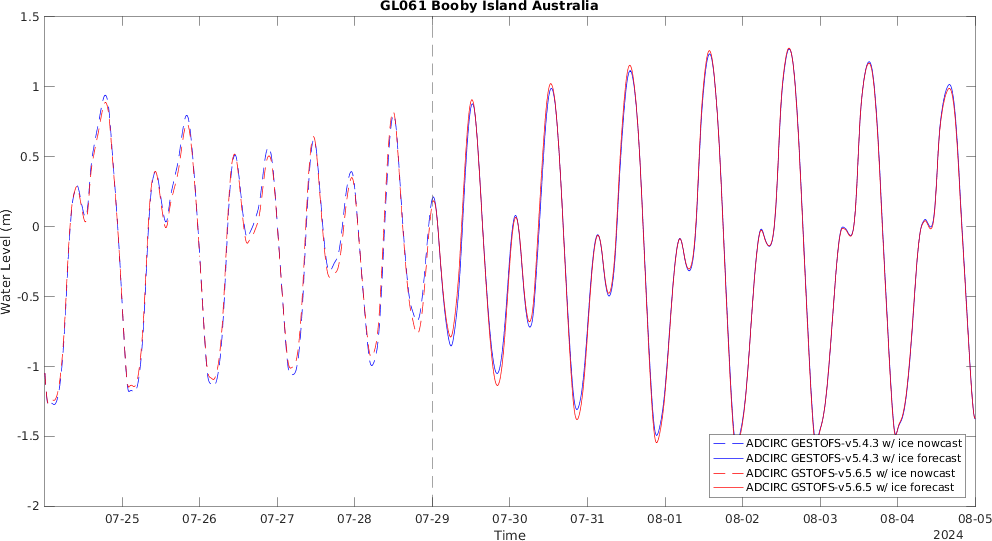 GL061 Booby Island Australia
1.5
1
0.5
0
-0.5
-1
-1.5
-2
Water Level (m)
07-25 07-26 07-27 07-28 07-29 07-30 07-31 08-01 08-02 08-03 08-04 08-05
Time
2024
ADCIRC GESTOFS-v5.4.3 w/ ice nowcast
ADCIRC GESTOFS-v5.4.3 w/ ice forecast
ADCIRC GSTOFS-v5.6.5 w/ ice nowcast
ADCIRC GSTOFS-v5.6.5 w/ ice forecast